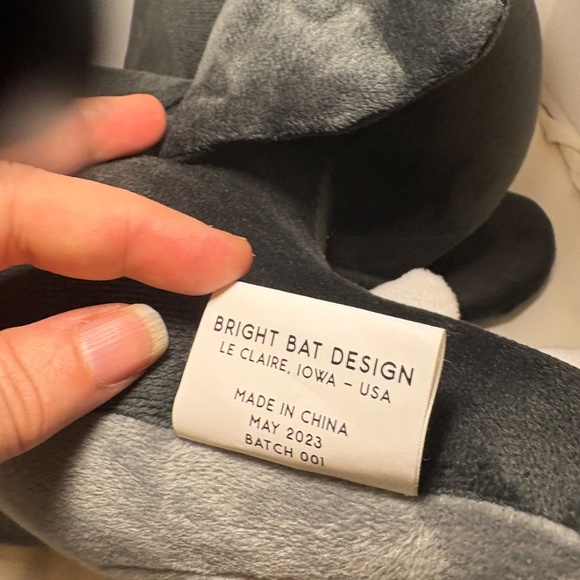 BRIGHT BAT DESIGN
LE CLAIRE, IOWA – USA
MADE IN CHINA
MAY 2023
BATCH 001